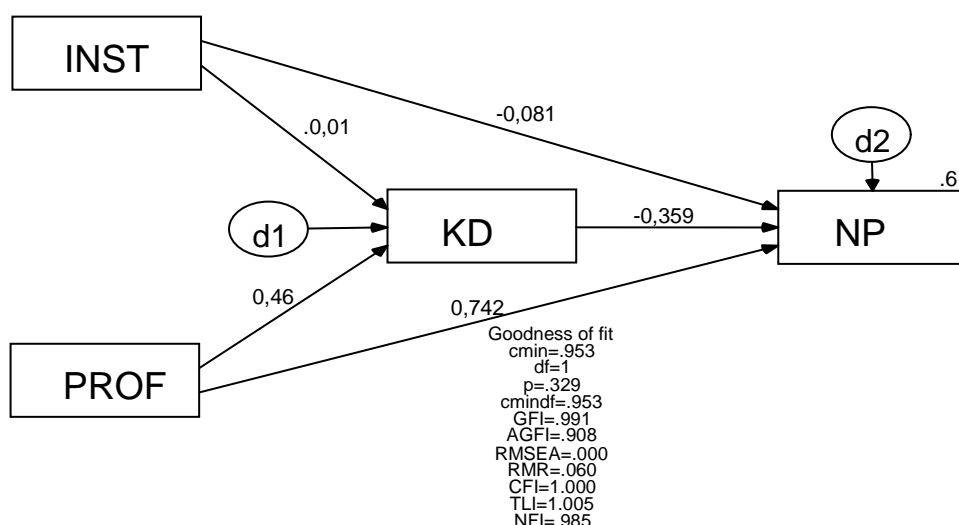 INST
-0,081
.0,01
d2
.6
d1
KD
-0,359
NP
0,46
0,742
PROF
Goodness of fit
cmin=.953
df=1
p=.329
cmindf=.953
GFI=.991
AGFI=.908
RMSEA=.000
RMR=.060
CFI=1.000
TLI=1.005
NFI=.985